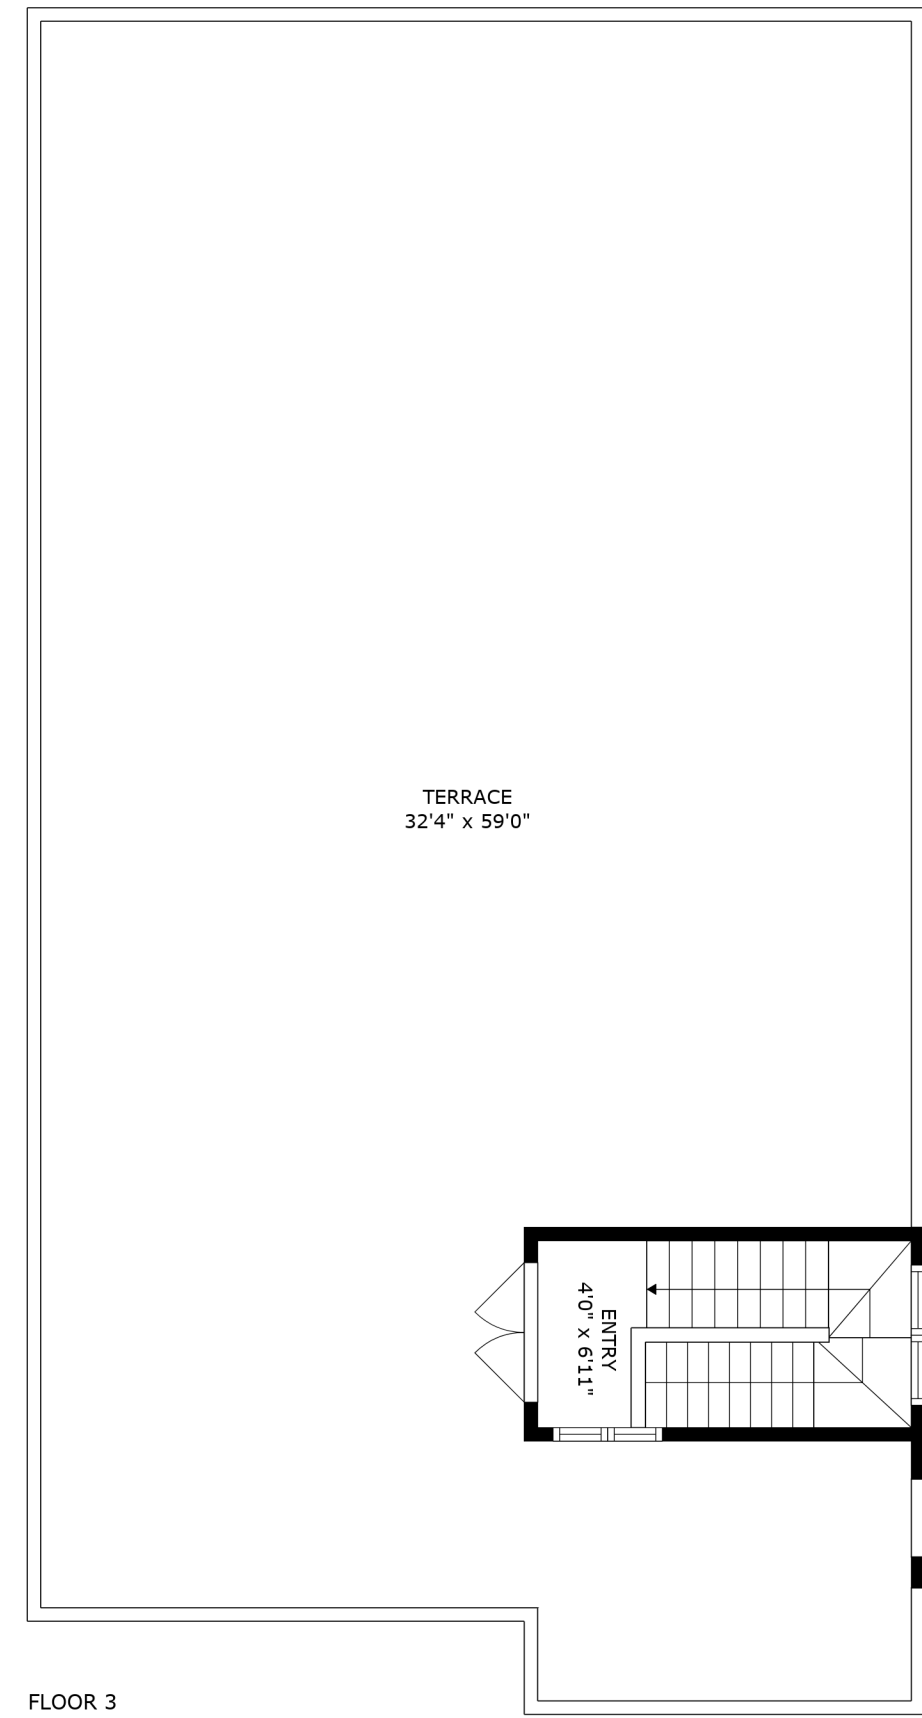 TERRACE
32'4" x 59'0"
ENTRY
4'0" x 6'11"
FLOOR 3